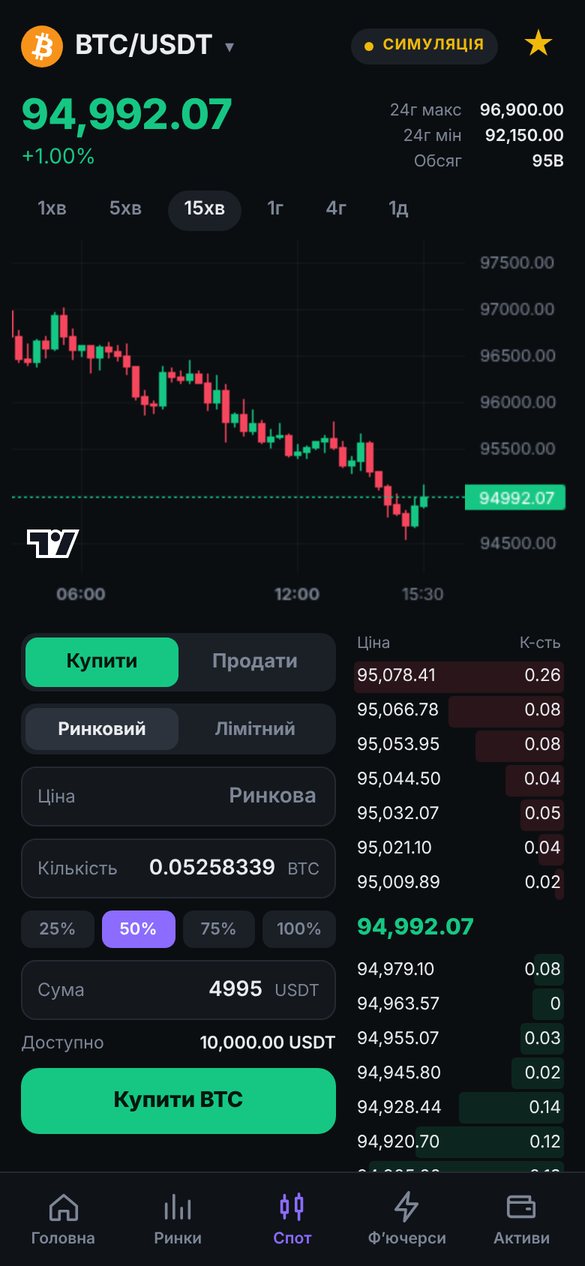 BTC/USDT ▾
СИМУЛЯЦІЯ
94,992.07
+1.00%
24г макс 96,900.00
24г мін 92,150.00
Обсяг 95B
1хв 5хв 15хв 1г 4г 1д
97500.00
97000.00
96500.00
96000.00
95500.00
94992.07
94500.00
06:00 12:00 15:30
Купити Продати
Ринковий Лімітний
Ціна Ринкова
Кількість 0.05258339 BTC
25% 50% 75% 100%
Сума 4995 USDT
Доступно 10,000.00 USDT
Купити BTC
Ціна К-сть
95,078.41 0.26
95,066.78 0.08
95,053.95 0.08
95,044.50 0.04
95,032.07 0.05
95,021.10 0.04
95,009.89 0.02
94,992.07
94,979.10 0.08
94,963.57 0
94,955.07 0.03
94,945.80 0.02
94,928.44 0.14
94,920.70 0.12
Головна Ринки Спот Ф'ючерси Активи